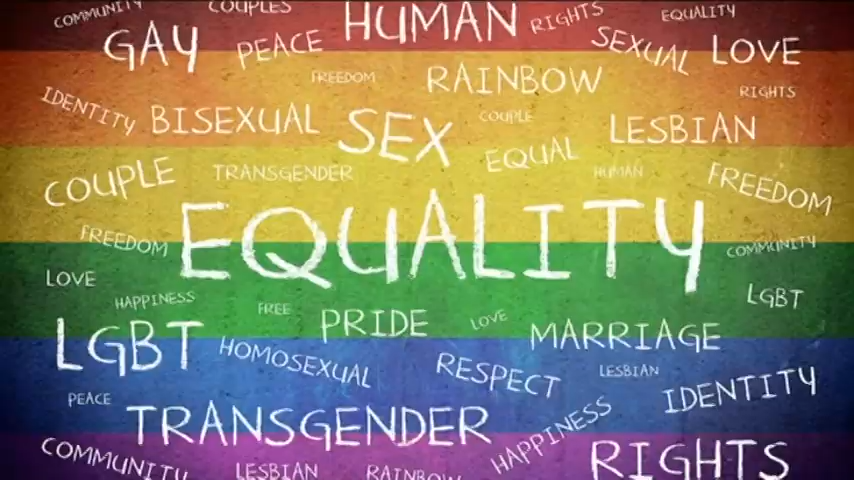 COMMUNITY
COUPLES
HUMAN
RIGHTS
EQUALITY
GAY
PEACE
SEXUAL
LOVE
FREEDOM
RAINBOW
RIGHTS
IDENTITY
BISEXUAL
SEX
COUPLE
LESBIAN
COUPLE
TRANSGENDER
EQUAL
HUMAN
FREEDOM
EQUALITY
FREEDOM
COMMUNITY
LOVE
HAPPINESS
FREE
PRIDE
LOVE
MARRIAGE
LGBT
LGBT
HOMOSEXUAL
RESPECT
LESBIAN
IDENTITY
PEACE
TRANSGENDER
HAPPINESS
RIGHTS
COMMUNITY
LESBIAN
RAINBOW